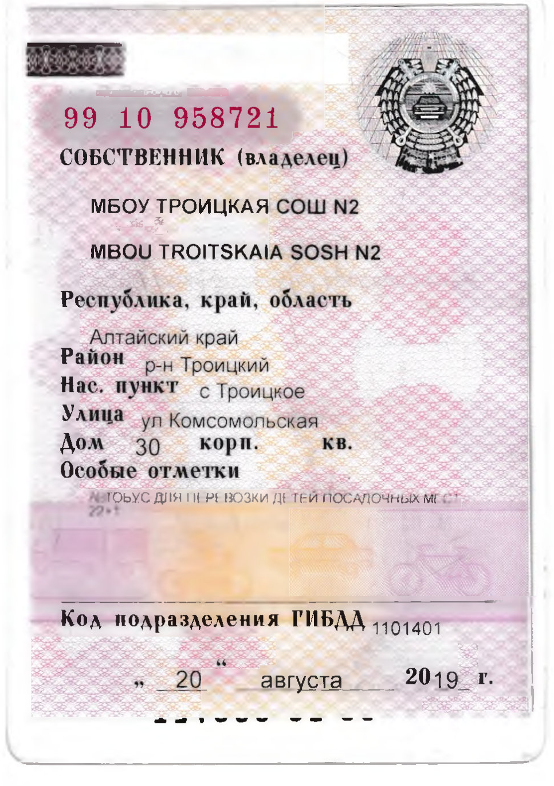 99 10 958721
СОБСТВЕННИК (владелец)
МБОУ ТРОИЦКАЯ СОШ N2
MBOU TROITSKAIA SOSH N2
Республика, край, область
Алтайский край
Район р-н Троицкий
Нас. пункт с Троицкое
Улица ул Комсомольская
Дом 30 корп. кв.
Особые отметки
АВТОБУС ДЛЯ ПЕРЕВОЗКИ ДЕТЕЙ ПОСАДОЧНЫХ МЕСТ
22+1
Код подразделения ГИБДД 1101401
„ 20 “ августа 2019 г.